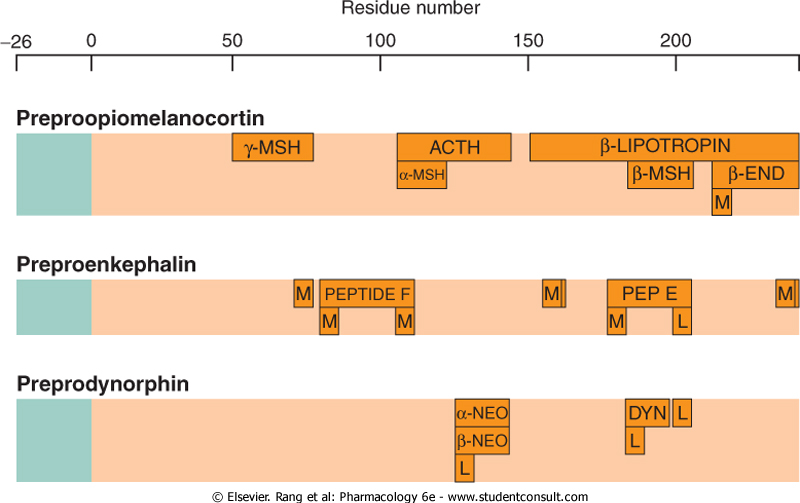 Residue number
–26 0 50 100 150 200
Preproopiomelanocortin
γ-MSH ACTH β-LIPOTROPIN
α-MSH β-MSH β-END
M
Preproenkephalin
M PEPTIDE F M PEP E M
M M M L
Preprodynorphin
α-NEO DYN L
β-NEO L
L
© Elsevier. Rang et al: Pharmacology 6e - www.studentconsult.com